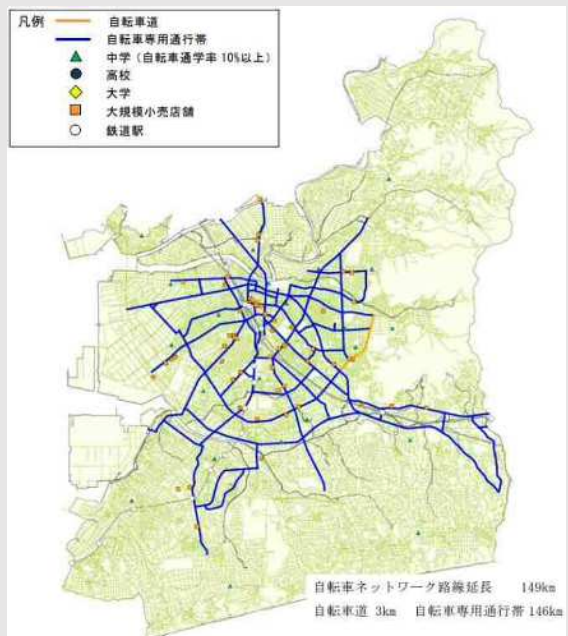 凡例 自転車道
自転車専用通行帯
中学（自転車通学率 10%以上）
高校
大学
大規模小売店舗
鉄道駅
自転車ネットワーク路線延長 149km
自転車道 3km 自転車専用通行帯 146km